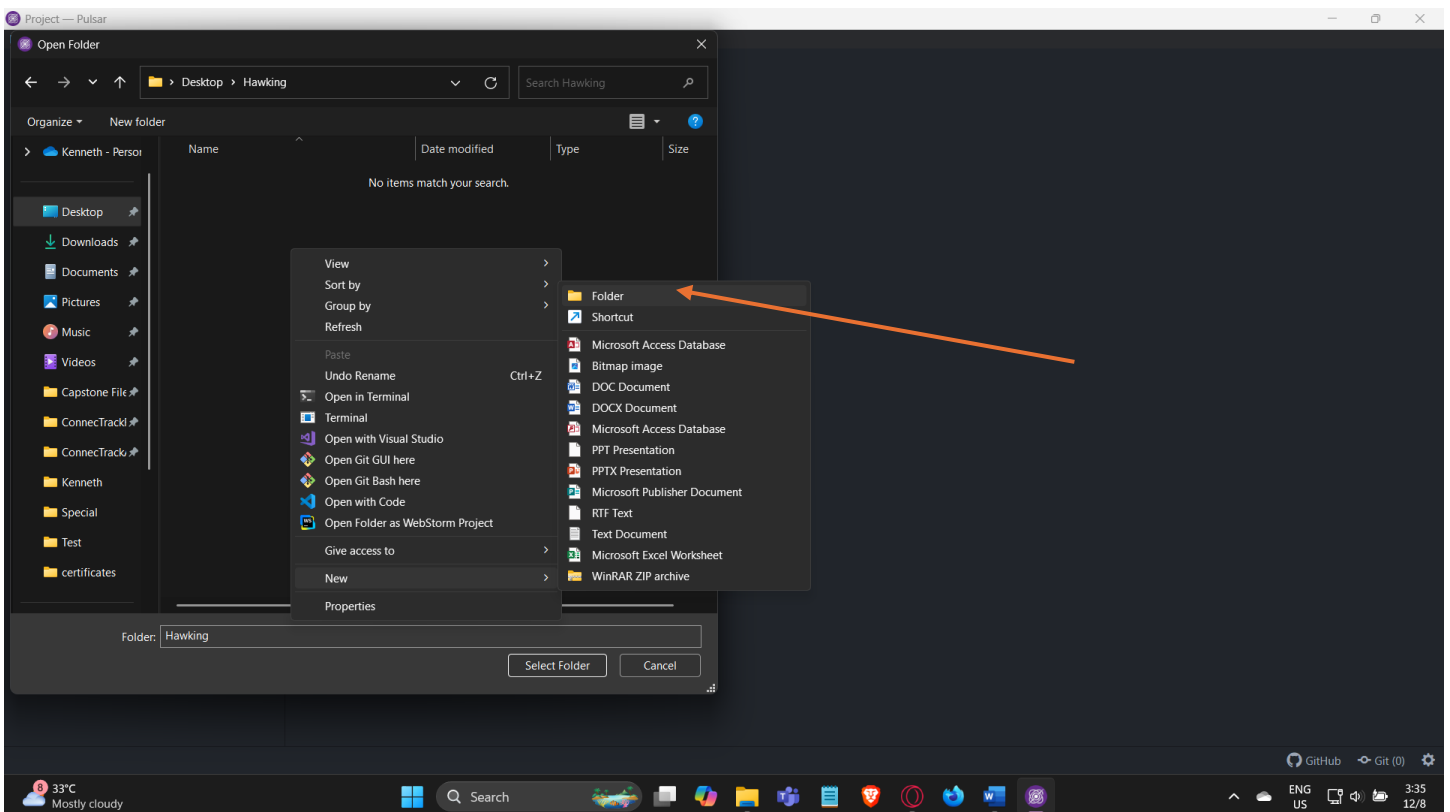 Project — Pulsar
Open Folder
Desktop > Hawking
Search Hawking
Organize
New folder
Kenneth - Persor
Name
Date modified
Type
Size
No items match your search.
Desktop
Downloads
Documents
Pictures
Music
Videos
Capstone File
ConnecTrackl
ConnecTrack
Kenneth
Special
Test
certificates
View
Sort by
Group by
Refresh
Paste
Undo Rename Ctrl+Z
Open in Terminal
Terminal
Open with Visual Studio
Open Git GUI here
Open Git Bash here
Open with Code
Open Folder as WebStorm Project
Give access to
New
Properties
Folder
Shortcut
Microsoft Access Database
Bitmap image
DOC Document
DOCX Document
Microsoft Access Database
PPT Presentation
PPTX Presentation
Microsoft Publisher Document
RTF Text
Text Document
Microsoft Excel Worksheet
WinRAR ZIP archive
Folder: Hawking
Select Folder
Cancel
GitHub
Git (0)
8
33°C
Mostly cloudy
Search
ENG
US
3:35
12/8